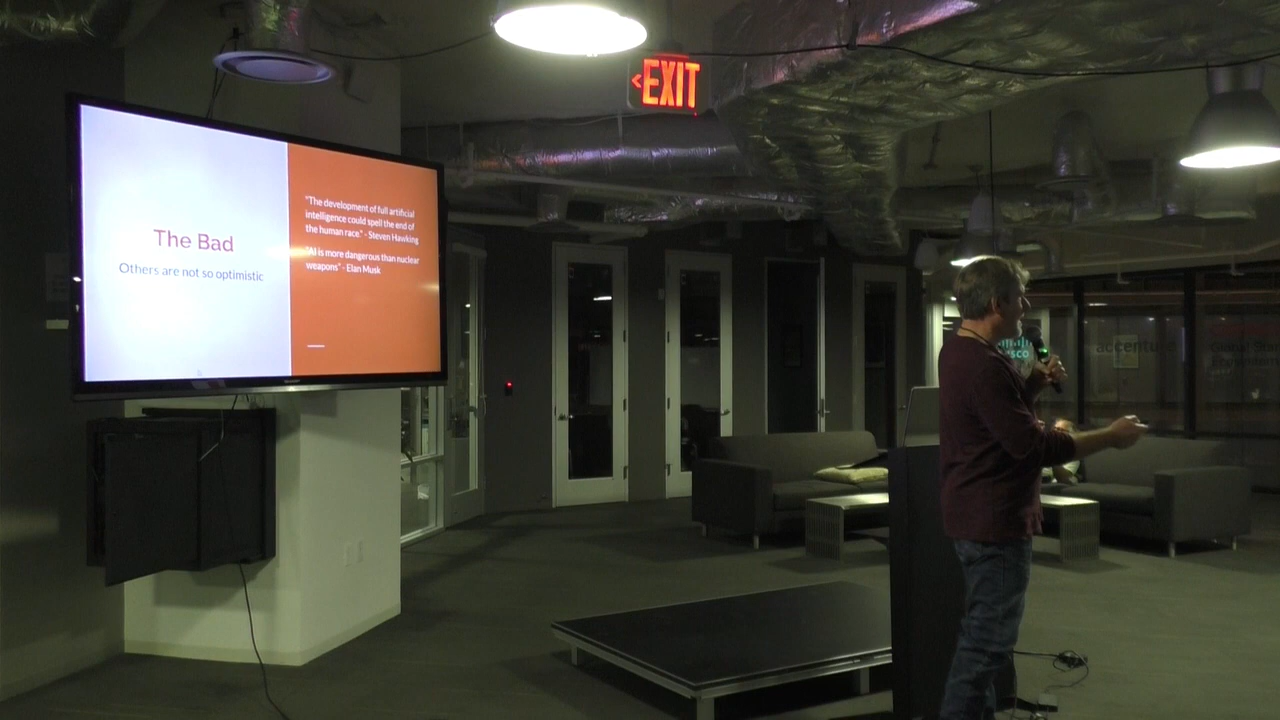 <EXIT
The Bad
Others are not so optimistic
"The development of full artificial
intelligence could spell the end of
the human race." - Steven Hawking
"AI is more dangerous than nuclear
weapons" - Elan Musk
accenture
Global